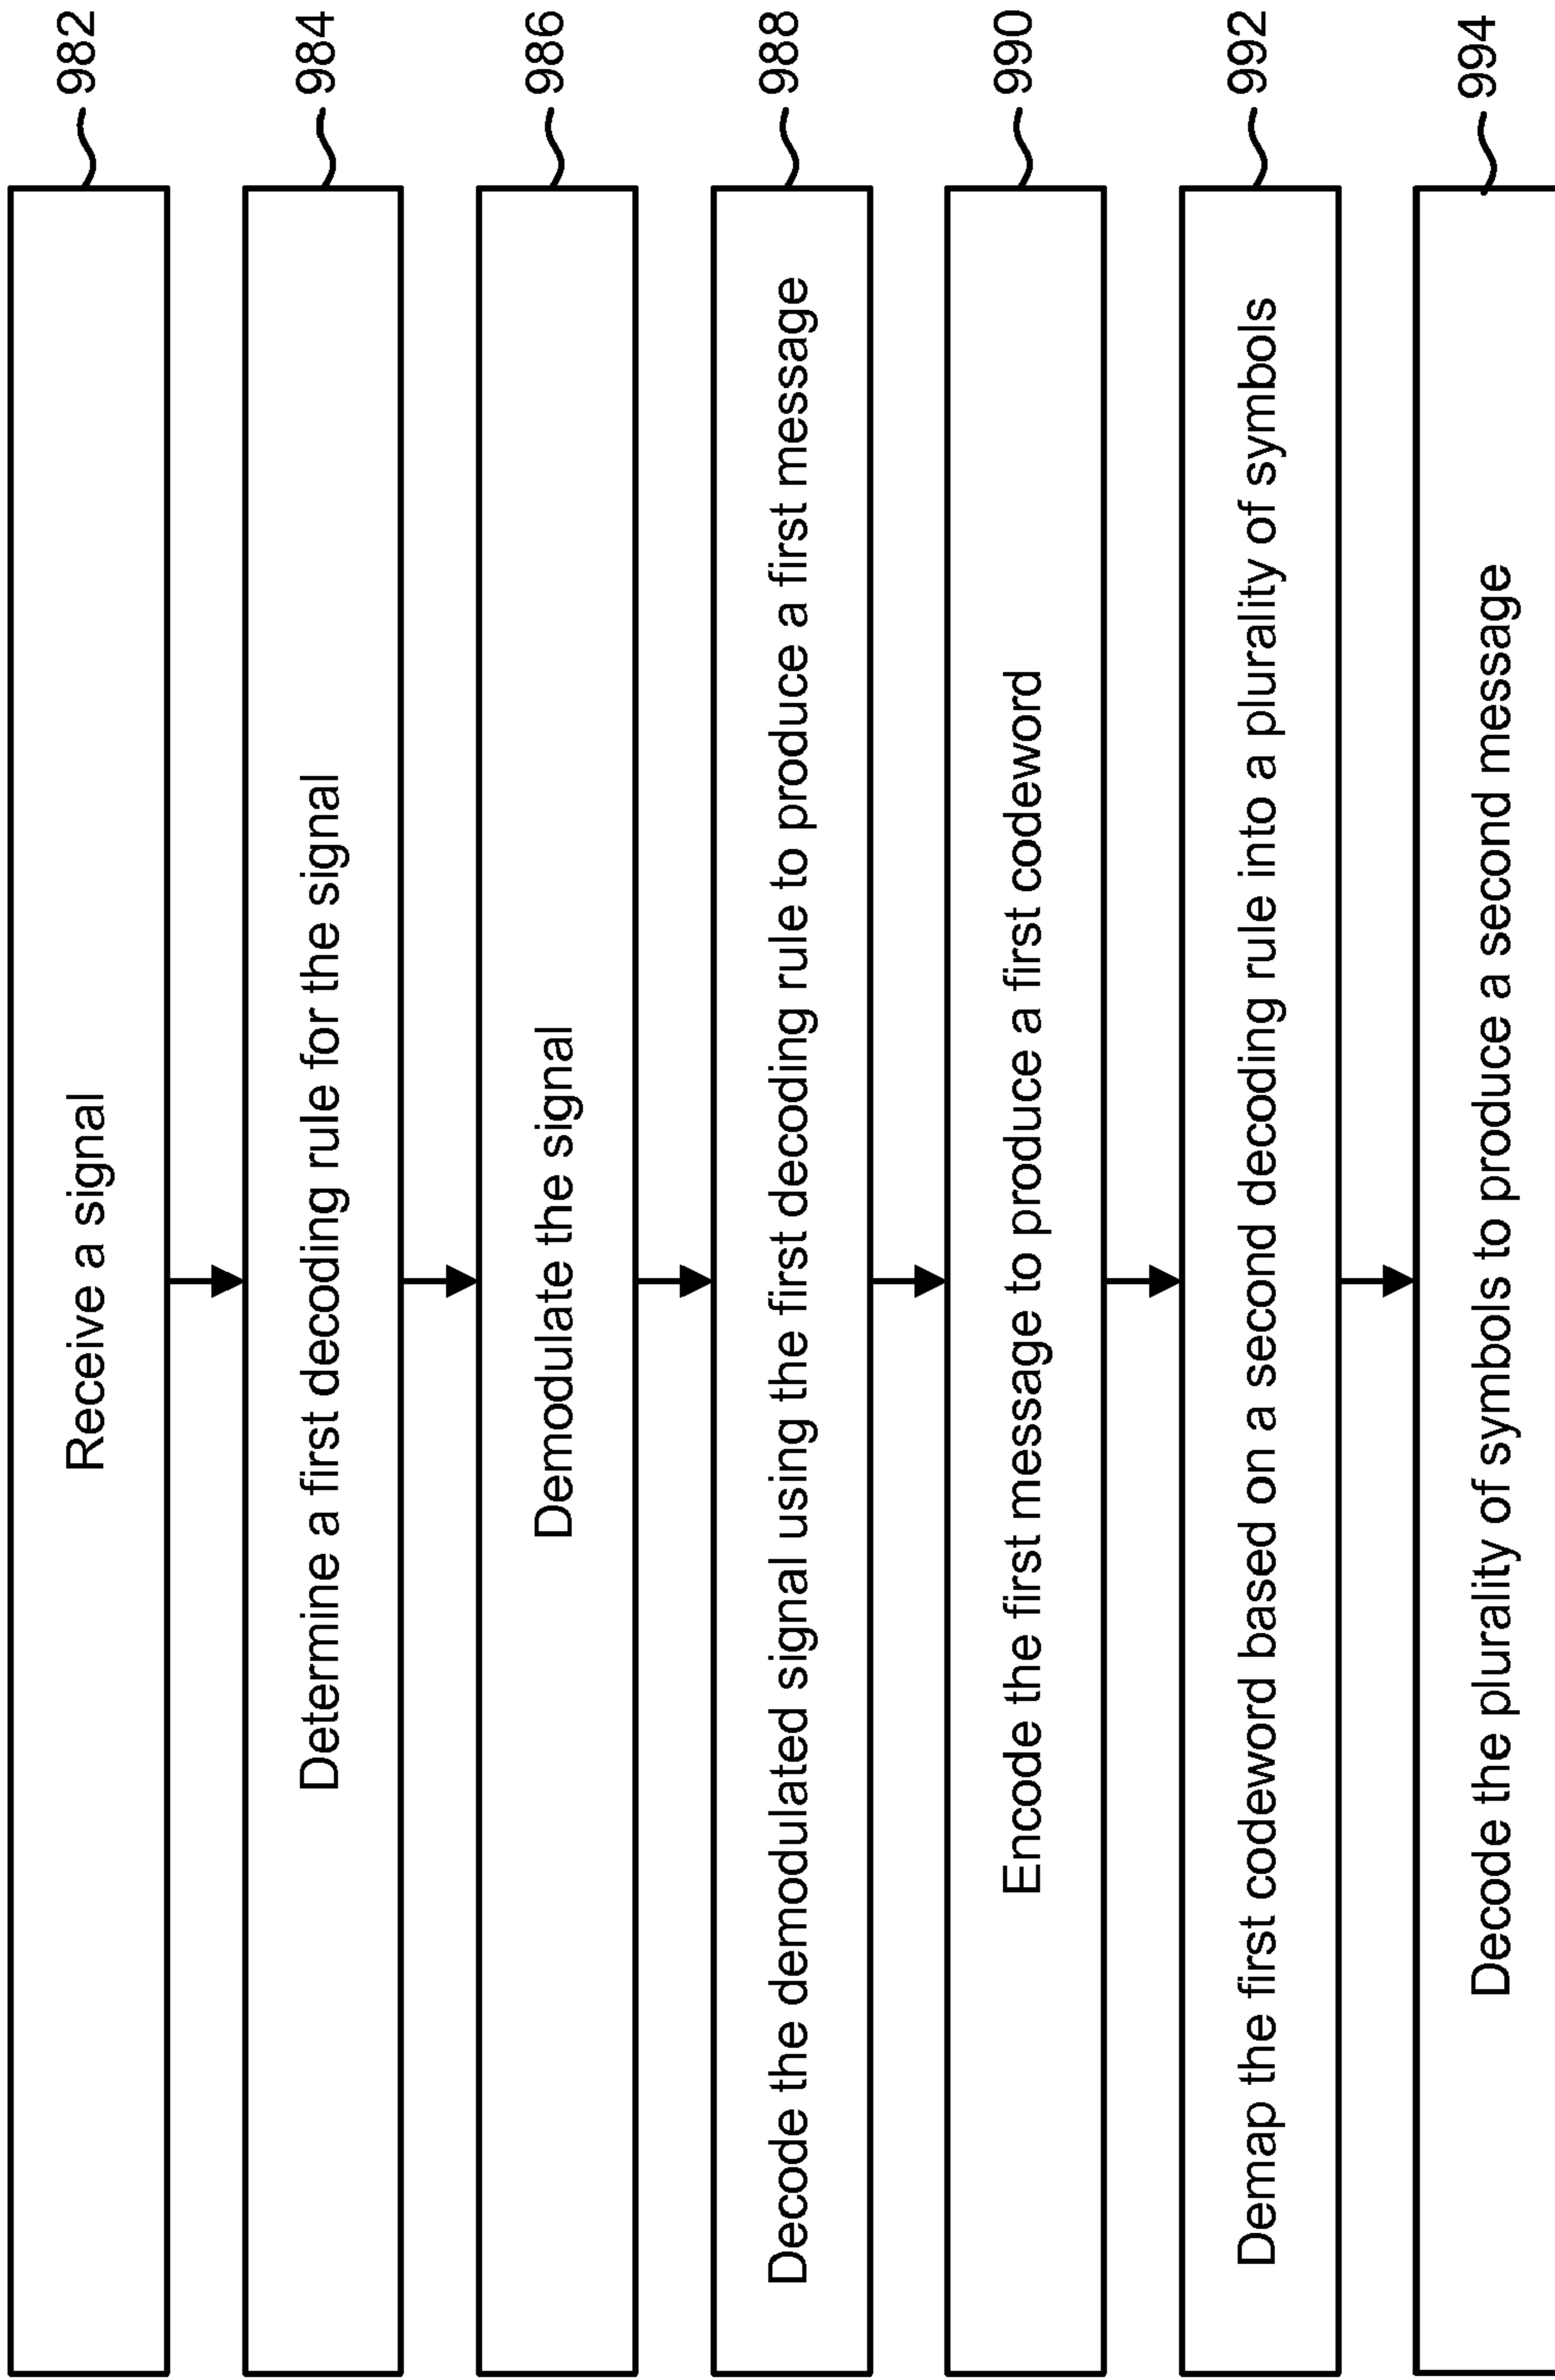 Receive a signal
982
Determine a first decoding rule for the signal
984
Demodulate the signal
986
Decode the demodulated signal using the first decoding rule to produce a first message
988
Encode the first message to produce a first codeword
990
Demap the first codeword based on a second decoding rule into a plurality of symbols
992
Decode the plurality of symbols to produce a second message
994